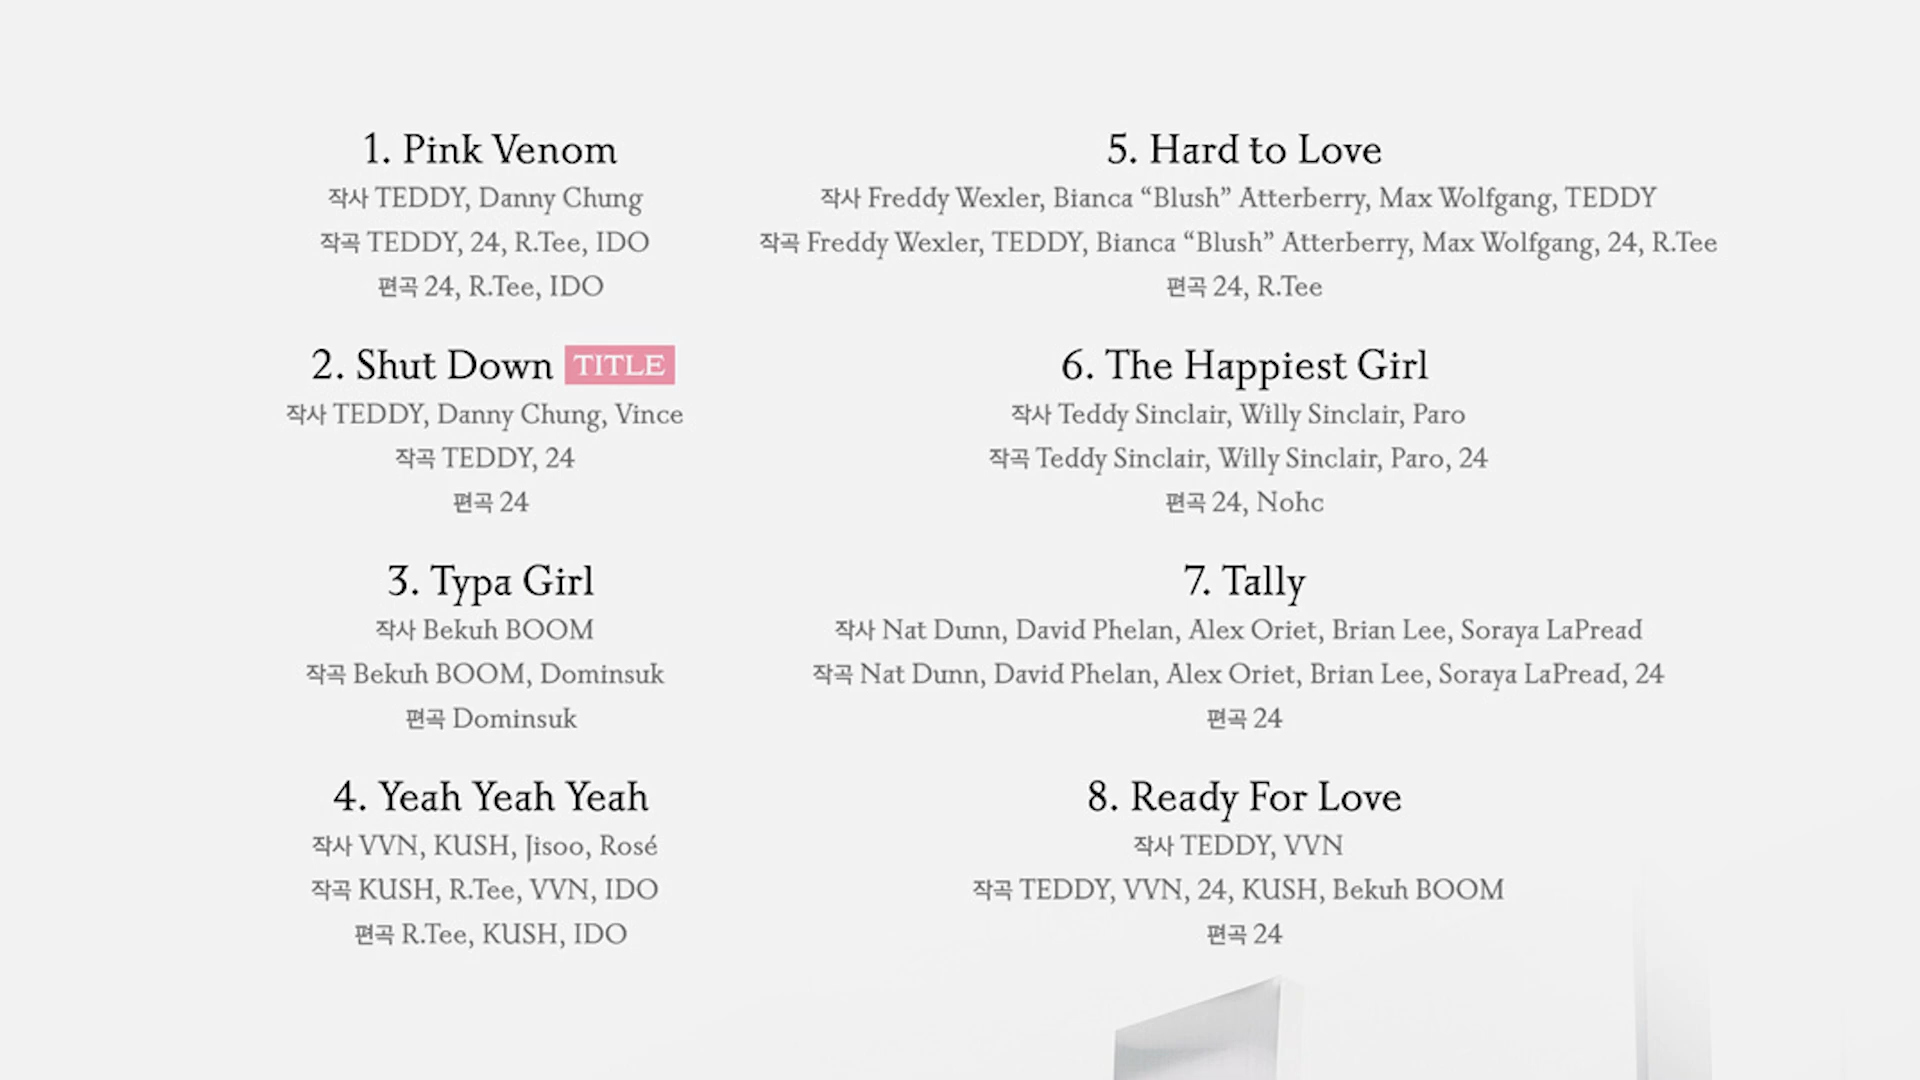 1. Pink Venom
작사 TEDDY, Danny Chung
작곡 TEDDY, 24, R.Tee, IDO
편곡 24, R.Tee, IDO
2. Shut Down TITLE
작사 TEDDY, Danny Chung, Vince
작곡 TEDDY, 24
편곡 24
3. Typa Girl
작사 Bekuh BOOM
작곡 Bekuh BOOM, Dominsuk
편곡 Dominsuk
4. Yeah Yeah Yeah
작사 VVN, KUSH, Jisoo, Rosé
작곡 KUSH, R.Tee, VVN, IDO
편곡 R.Tee, KUSH, IDO
5. Hard to Love
작사 Freddy Wexler, Bianca “Blush” Atterberry, Max Wolfgang, TEDDY
작곡 Freddy Wexler, TEDDY, Bianca “Blush” Atterberry, Max Wolfgang, 24, R.Tee
편곡 24, R.Tee
6. The Happiest Girl
작사 Teddy Sinclair, Willy Sinclair, Paro
작곡 Teddy Sinclair, Willy Sinclair, Paro, 24
편곡 24, Nohc
7. Tally
작사 Nat Dunn, David Phelan, Alex Oriet, Brian Lee, Soraya LaPread
작곡 Nat Dunn, David Phelan, Alex Oriet, Brian Lee, Soraya LaPread, 24
편곡 24
8. Ready For Love
작사 TEDDY, VVN
작곡 TEDDY, VVN, 24, KUSH, Bekuh BOOM
편곡 24